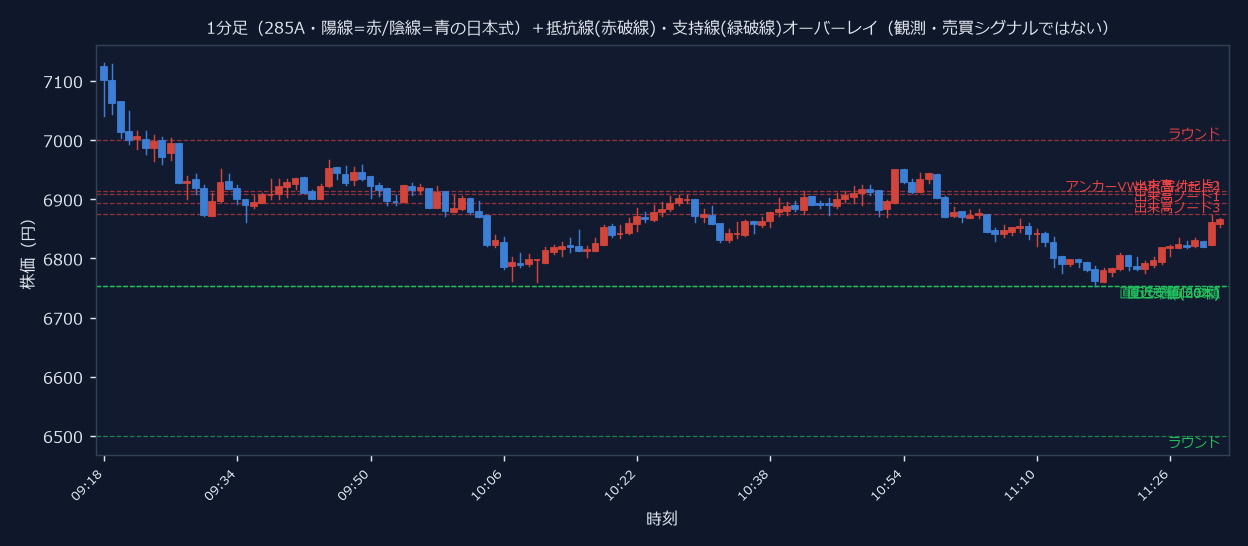 1分足（285A・陽線=赤/陰線=青の日本式）＋抵抗線(赤破線)・支持線(緑破線)オーバーレイ（観測・売買シグナルではない）
株価（円）
7100
7000
6900
6800
6700
6600
6500
ラウンド
出来高ノード1
出来高ノード3
ラウンド
09:18
09:34
09:50
10:06
10:22
10:38
10:54
11:10
11:26
時刻